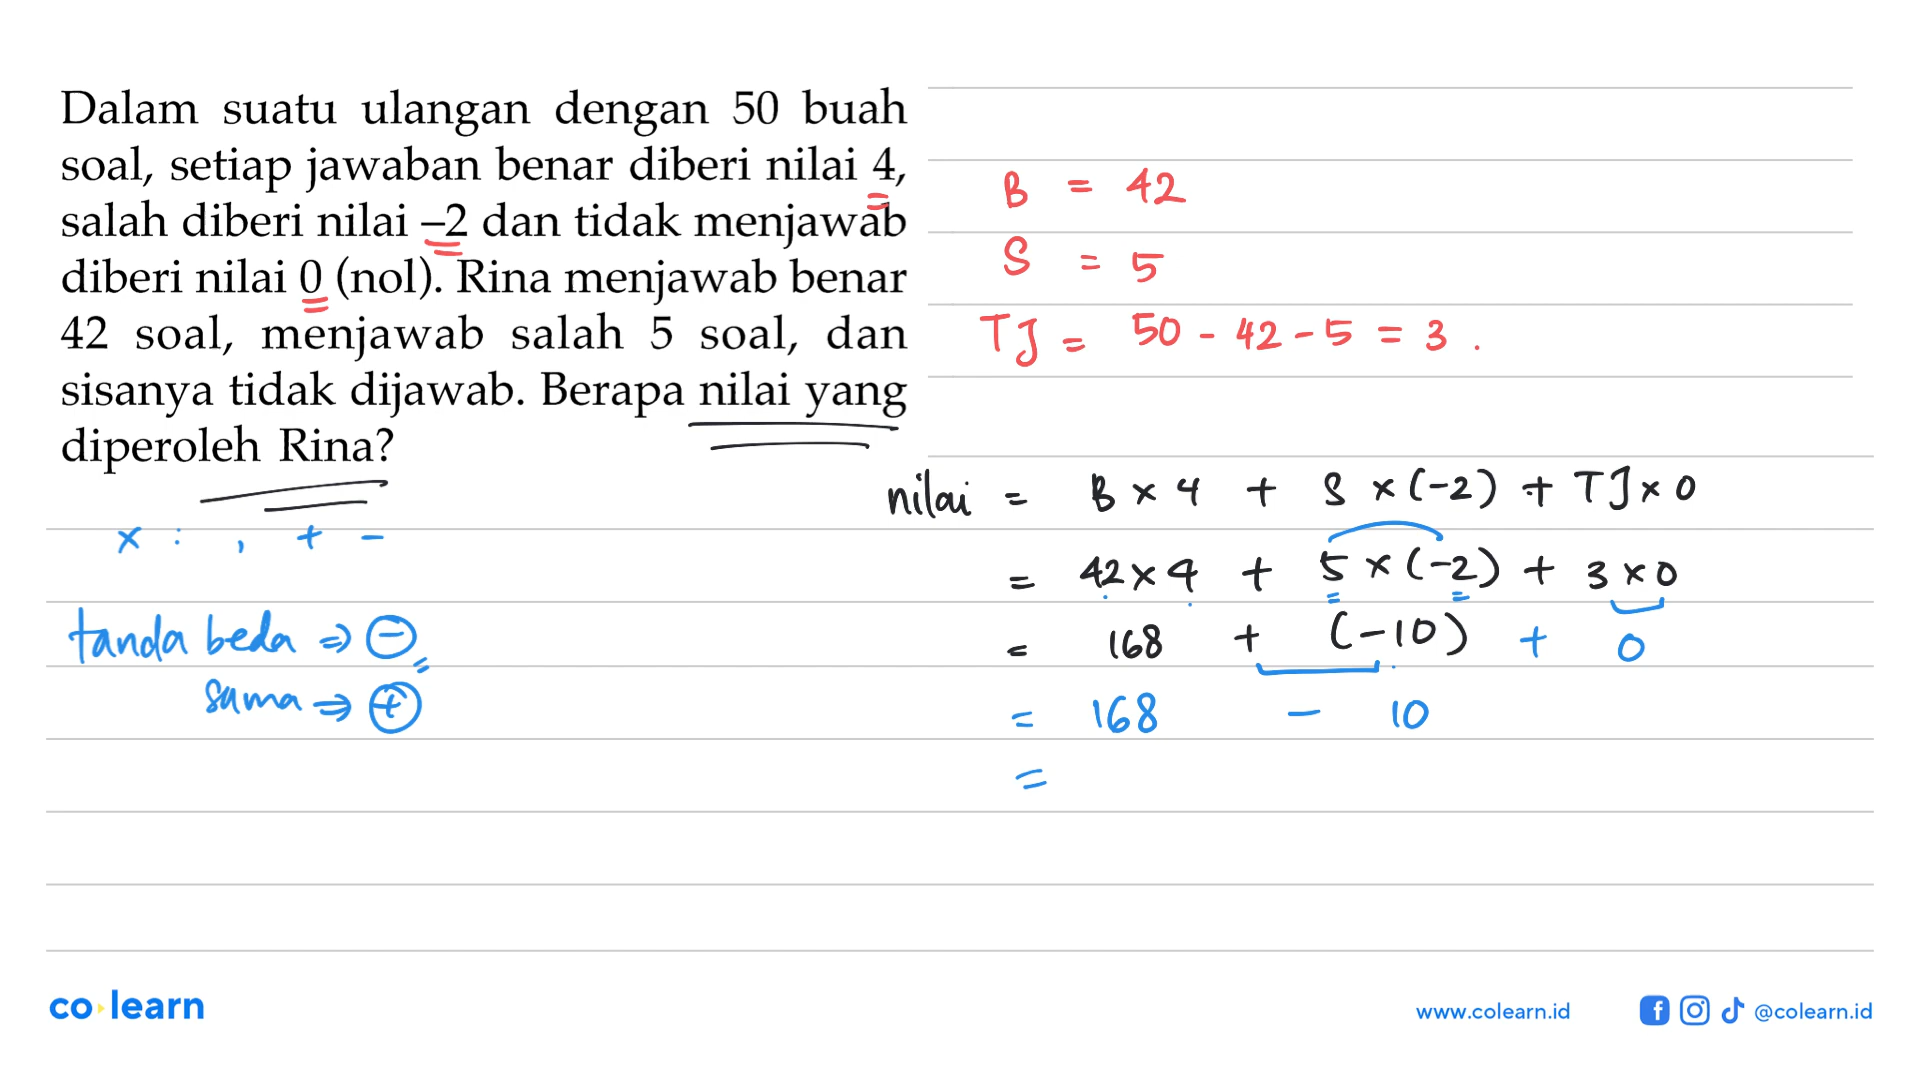 Dalam suatu ulangan dengan 50 buah
soal, setiap jawaban benar diberi nilai 4,
salah diberi nilai –2 dan tidak menjawab
diberi nilai 0 (nol). Rina menjawab benar
42 soal, menjawab salah 5 soal, dan
sisanya tidak dijawab. Berapa nilai yang
diperoleh Rina?
B = 42
S = 5
TJ = 50 - 42 - 5 = 3 .
x : , + -
tanda beda => (-)
sama => (+)
nilai = B x 4 + S x (-2) + TJ x 0
= 42 x 4 + 5 x (-2) + 3 x 0
= 168 + (-10) + 0
= 168 - 10
=
co learn
www.colearn.id
@colearn.id